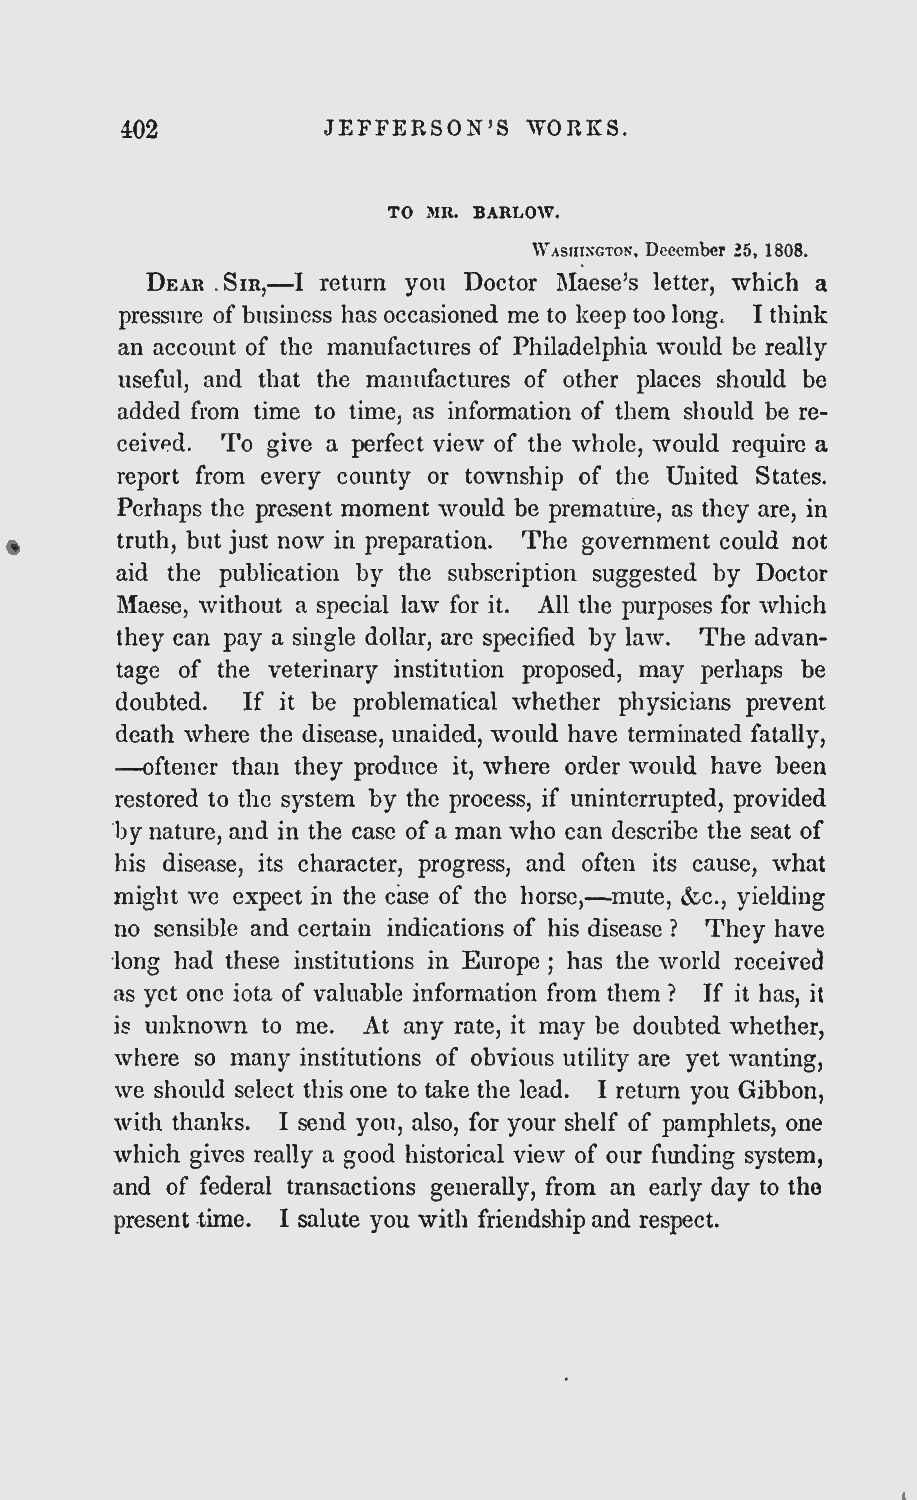 402 JEFFERSON'S WORKS.
TO MR. BARLOW.
WASHINGTON, December 25, 1808.
DEAR SIR,—I return you Doctor Maese's letter, which a
pressure of business has occasioned me to keep too long. I think
an account of the manufactures of Philadelphia would be really
useful, and that the manufactures of other places should be
added from time to time, as information of them should be re-
ceived. To give a perfect view of the whole, would require a
report from every county or township of the United States.
Perhaps the present moment would be premature, as they are, in
truth, but just now in preparation. The government could not
aid the publication by the subscription suggested by Doctor
Maese, without a special law for it. All the purposes for which
they can pay a single dollar, are specified by law. The advan-
tage of the veterinary institution proposed, may perhaps be
doubted. If it be problematical whether physicians prevent
death where the disease, unaided, would have terminated fatally,
—oftener than they produce it, where order would have been
restored to the system by the process, if uninterrupted, provided
by nature, and in the case of a man who can describe the seat of
his disease, its character, progress, and often its cause, what
might we expect in the case of the horse,—mute, &c., yielding
no sensible and certain indications of his disease? They have
long had these institutions in Europe; has the world received
as yet one iota of valuable information from them? If it has, it
is unknown to me. At any rate, it may be doubted whether,
where so many institutions of obvious utility are yet wanting,
we should select this one to take the lead. I return you Gibbon,
with thanks. I send you, also, for your shelf of pamphlets, one
which gives really a good historical view of our funding system,
and of federal transactions generally, from an early day to the
present time. I salute you with friendship and respect.